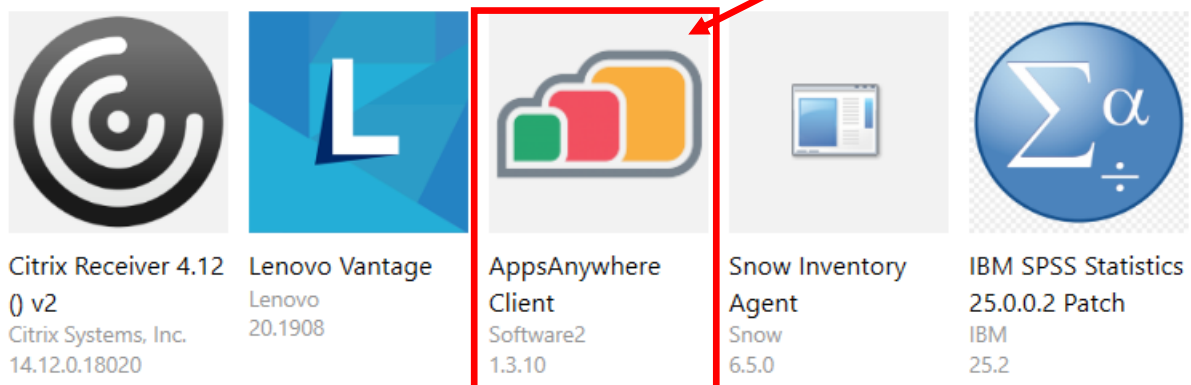 L
Σ α ÷
Citrix Receiver 4.12
() v2
Citrix Systems, Inc.
14.12.0.18020
Lenovo Vantage
Lenovo
20.1908
AppsAnywhere
Client
Software2
1.3.10
Snow Inventory
Agent
Snow
6.5.0
IBM SPSS Statistics
25.0.0.2 Patch
IBM
25.2